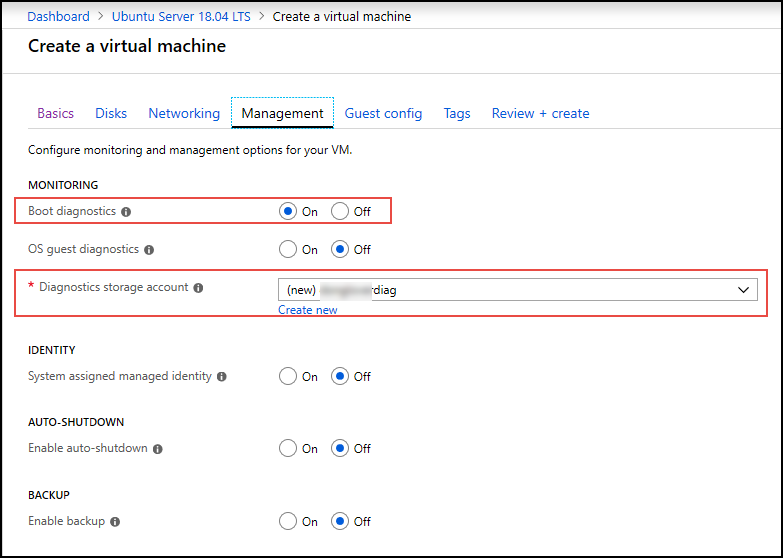 Dashboard > Ubuntu Server 18.04 LTS > Create a virtual machine
Create a virtual machine
Basics Disks Networking Management Guest config Tags Review + create
Configure monitoring and management options for your VM.
MONITORING
Boot diagnostics On Off
OS guest diagnostics On Off
* Diagnostics storage account (new) diag
Create new
IDENTITY
System assigned managed identity On Off
AUTO-SHUTDOWN
Enable auto-shutdown On Off
BACKUP
Enable backup On Off